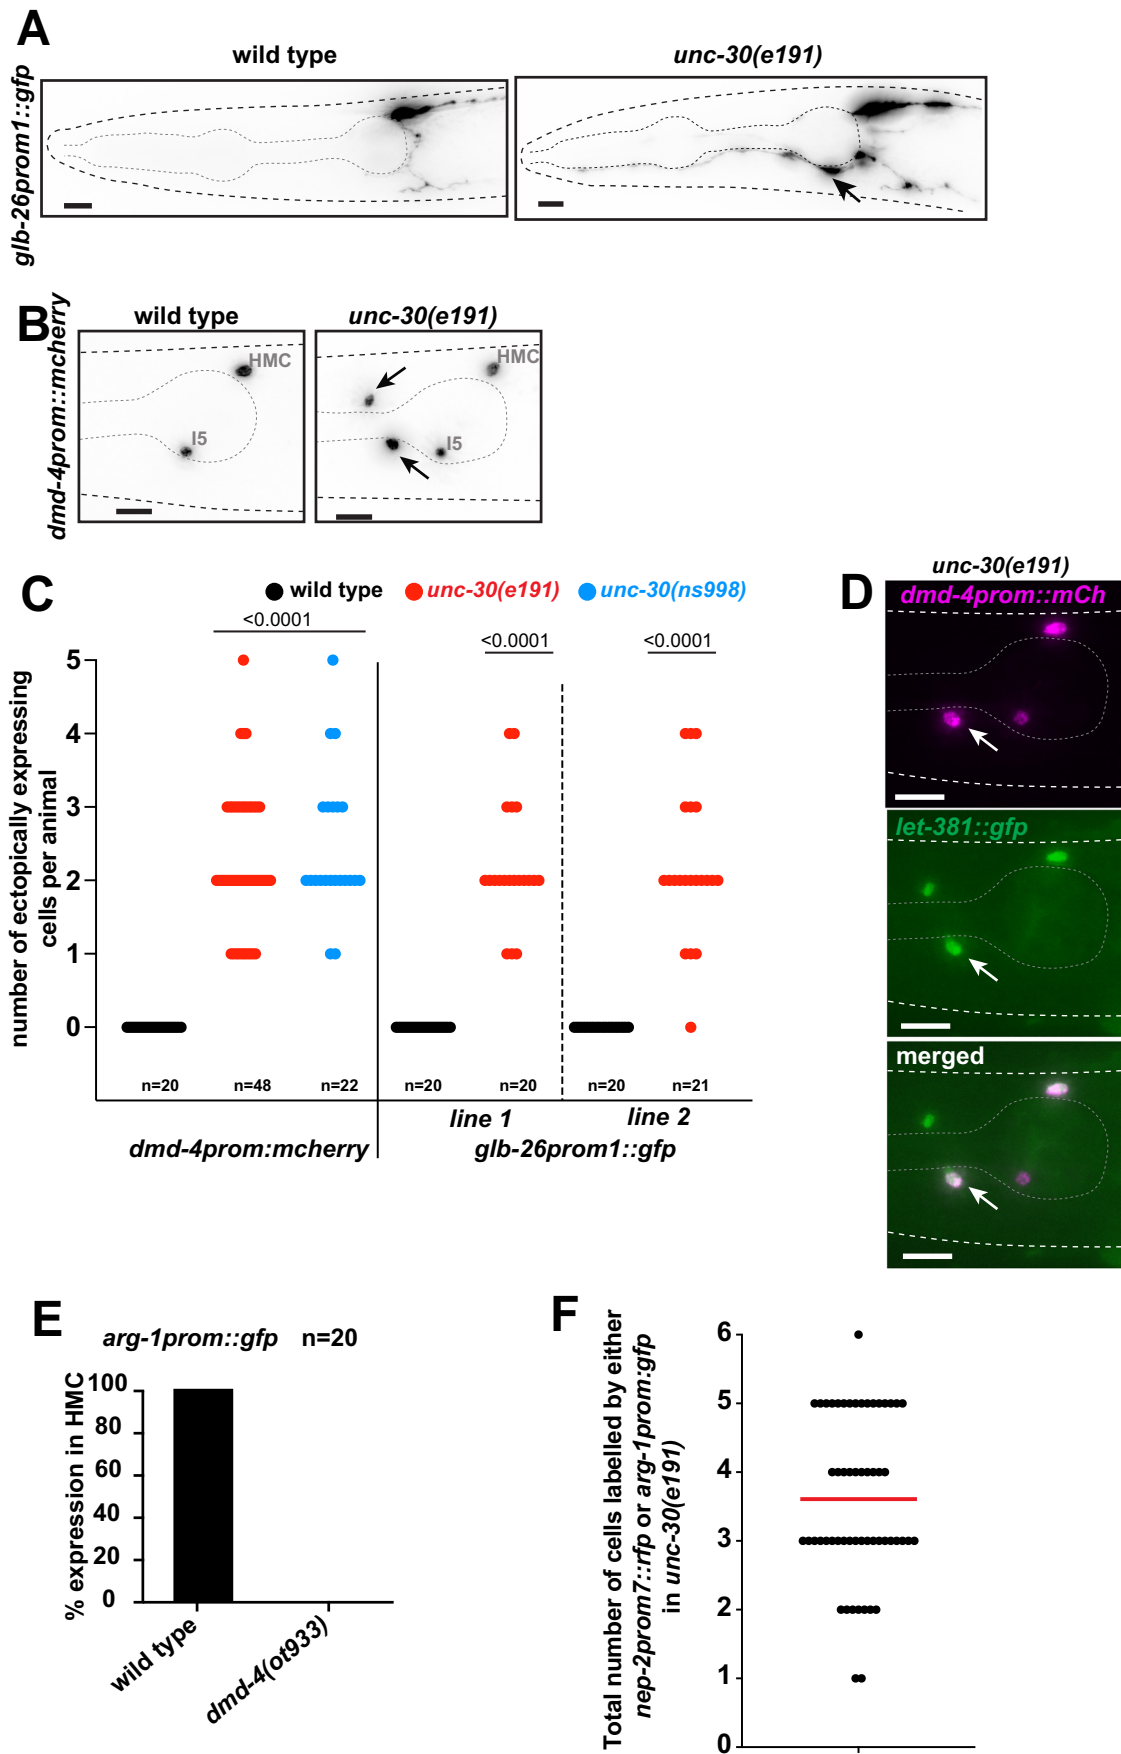 A
wild type
unc-30(e191)
glb-26prom1::gfp
B
wild type
unc-30(e191)
dmd-4prom::mcherry
HMC
I5
HMC
I5
C
wild type
unc-30(e191)
unc-30(ns998)
<0.0001
<0.0001
<0.0001
number of ectopically expressing
cells per animal
5
4
3
2
1
0
n=20
n=48
n=22
n=20
n=20
n=20
n=21
line 1
line 2
dmd-4prom:mcherry
glb-26prom1::gfp
D
unc-30(e191)
dmd-4prom::mCh
let-381::gfp
merged
E
arg-1prom::gfp n=20
% expression in HMC
100
80
60
40
20
0
wild type
dmd-4(ot933)
F
Total number of cells labelled by either
nep-2prom7::rfp or arg-1prom:gfp
in unc-30(e191)
6
5
4
3
2
1
0